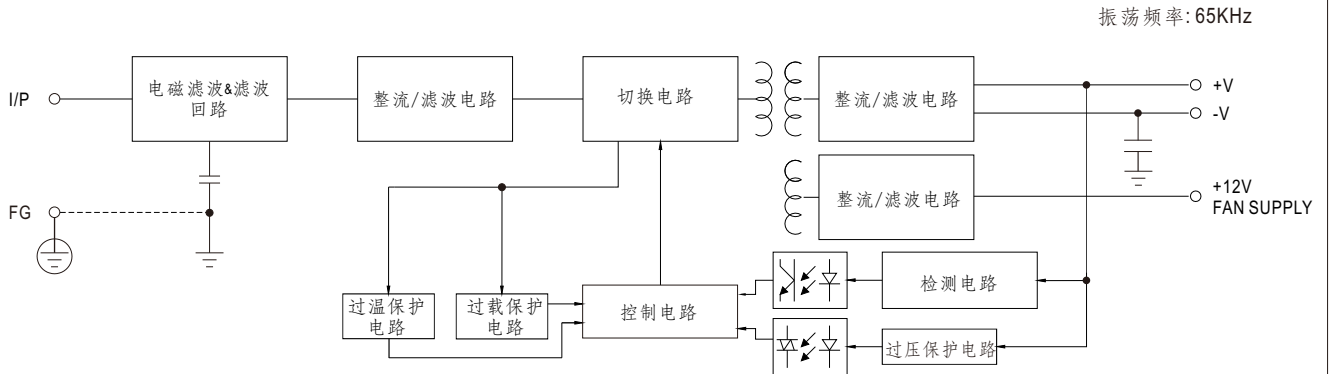 振荡频率: 65KHz
I/P
电磁滤波&滤波
回路
整流/滤波电路
切换电路
整流/滤波电路
+V
-V
整流/滤波电路
+12V
FAN SUPPLY
FG
过温保护
电路
过载保护
电路
控制电路
检测电路
过压保护电路